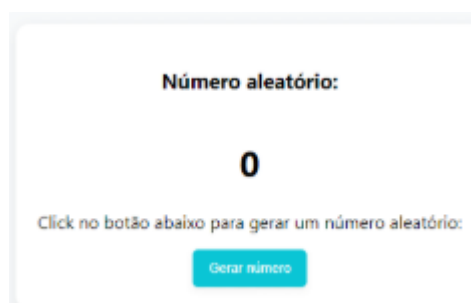 Número aleatório:
0
Click no botão abaixo para gerar um número aleatório:
Gerar número